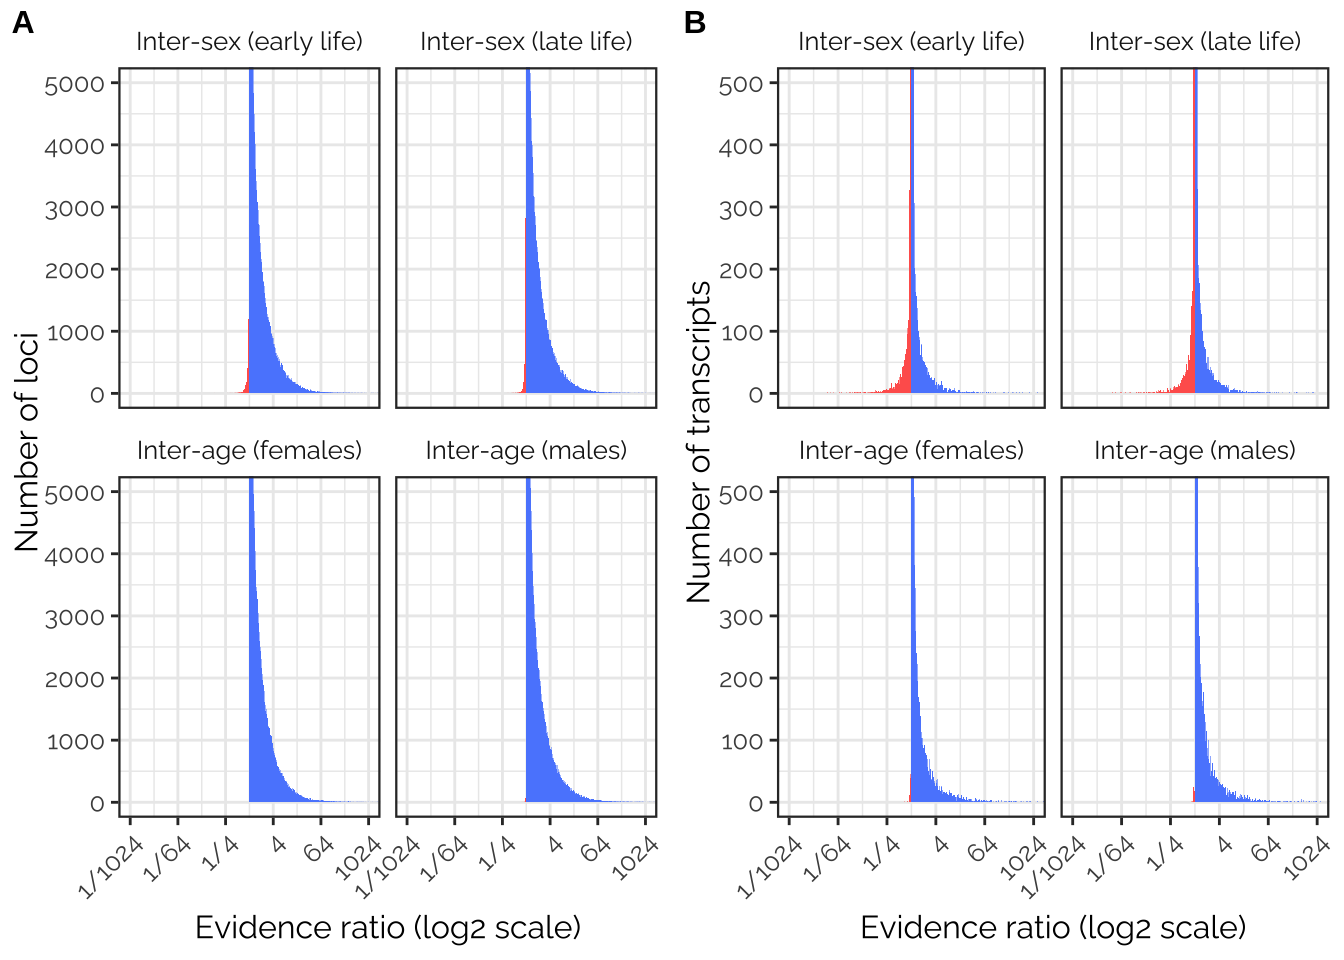 A
B
Inter-sex (early life)
Inter-sex (late life)
Inter-sex (early life)
Inter-sex (late life)
5000
4000
3000
2000
1000
0
500
400
300
200
100
0
Number of loci
Number of transcripts
Inter-age (females)
Inter-age (males)
Inter-age (females)
Inter-age (males)
5000
4000
3000
2000
1000
0
500
400
300
200
100
0
1/1024 1/64 1/4 4 64 1024
1/1024 1/64 1/4 4 64 1024
1/1024 1/64 1/4 4 64 1024
1/1024 1/64 1/4 4 64 1024
Evidence ratio (log2 scale)
Evidence ratio (log2 scale)